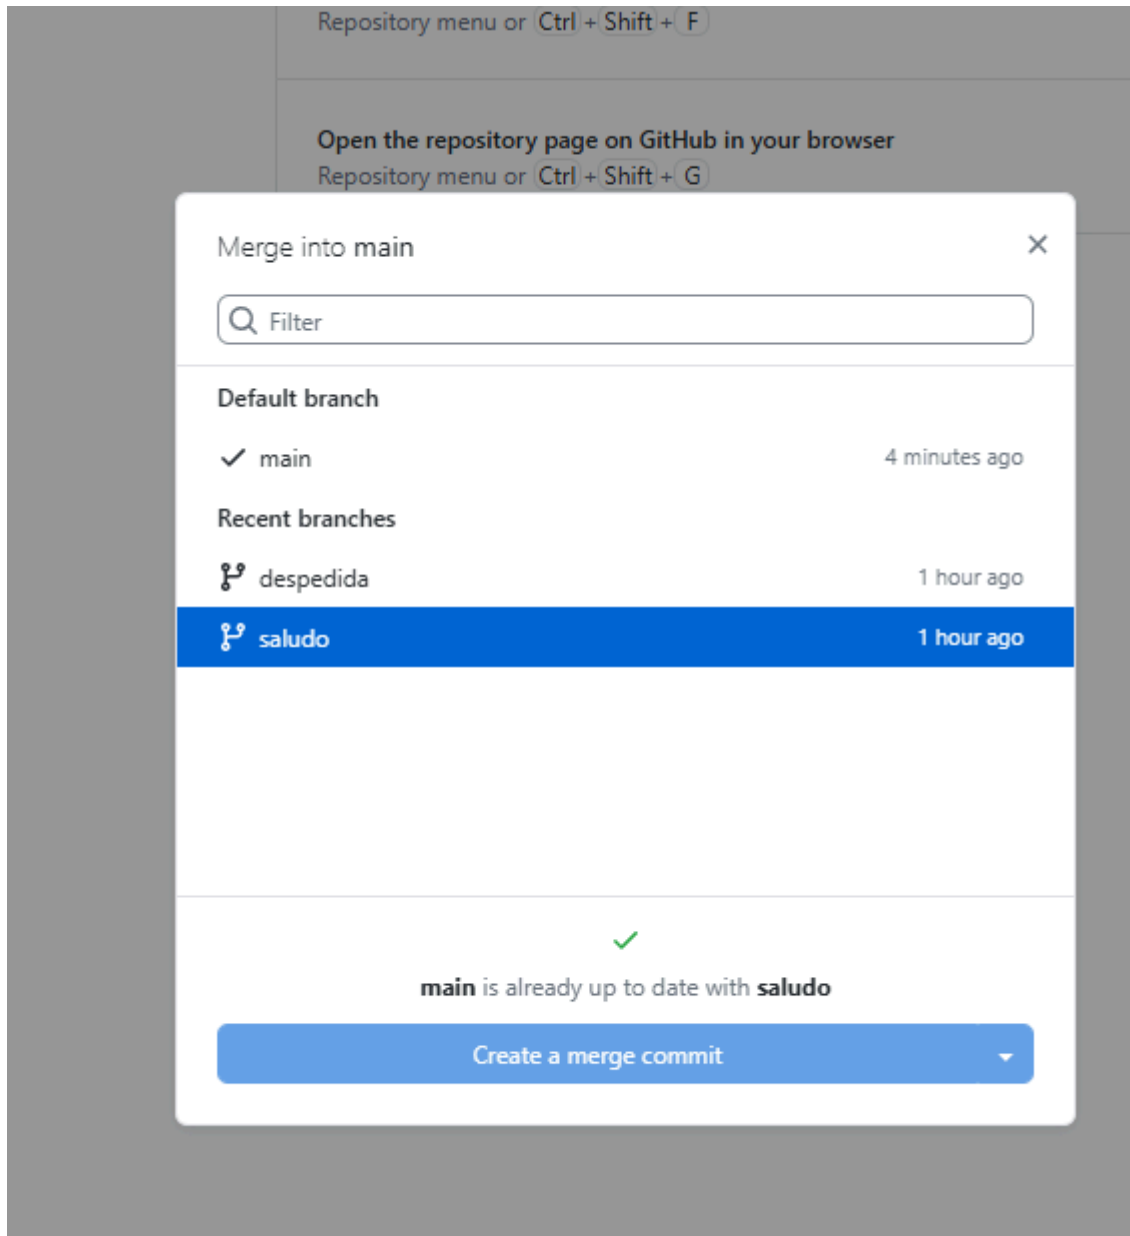 Repository menu or Ctrl + Shift + F
Open the repository page on GitHub in your browser
Repository menu or Ctrl + Shift + G
Merge into main
Filter
Default branch
main 4 minutes ago
Recent branches
despedida 1 hour ago
saludo 1 hour ago
main is already up to date with saludo
Create a merge commit